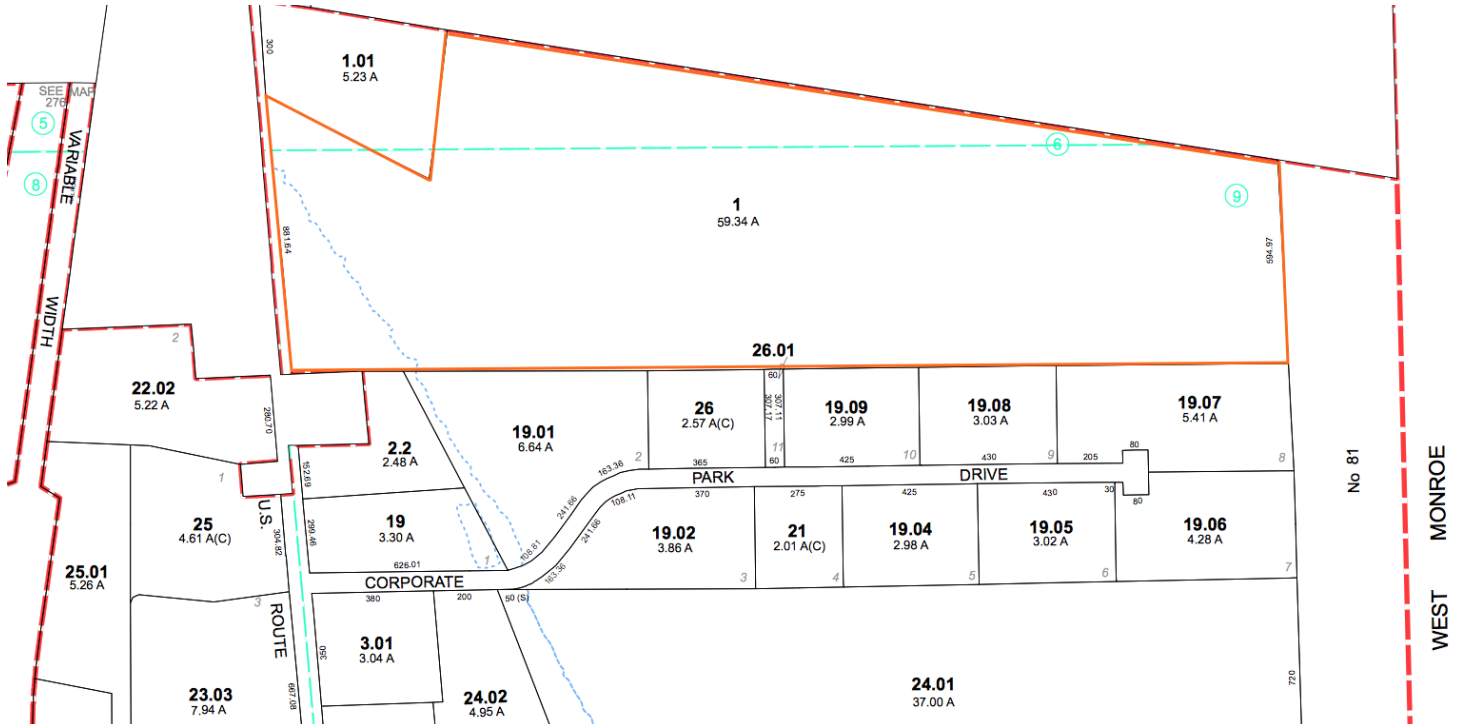 300
1.01
5.23 A
SEE MAP
276
5
VARIABLE
6
8
9
1
59.34 A
881.64
594.97
WIDTH
2
26.01
22.02
5.22 A
280.70
60
26
2.57 A(C)
307.17
307.11
19.09
2.99 A
19.08
3.03 A
19.07
5.41 A
2.2
2.48 A
19.01
6.64 A
2
11
10
9
8
80
365
60
425
430
205
163.36
PARK
DRIVE
1
152.69
370
275
425
430
30
80
108.11
241.66
241.66
U.S.
25
4.61 A(C)
304.82
299.46
19
3.30 A
1
19.02
3.86 A
21
2.01 A(C)
19.04
2.98 A
19.05
3.02 A
19.06
4.28 A
No 81
WEST MONROE
108.81
163.36
626.01
25.01
5.26 A
CORPORATE
3
4
5
6
7
3
380
200
50 (S)
ROUTE
350
3.01
3.04 A
23.03
7.94 A
667.08
24.02
4.95 A
24.01
37.00 A
720